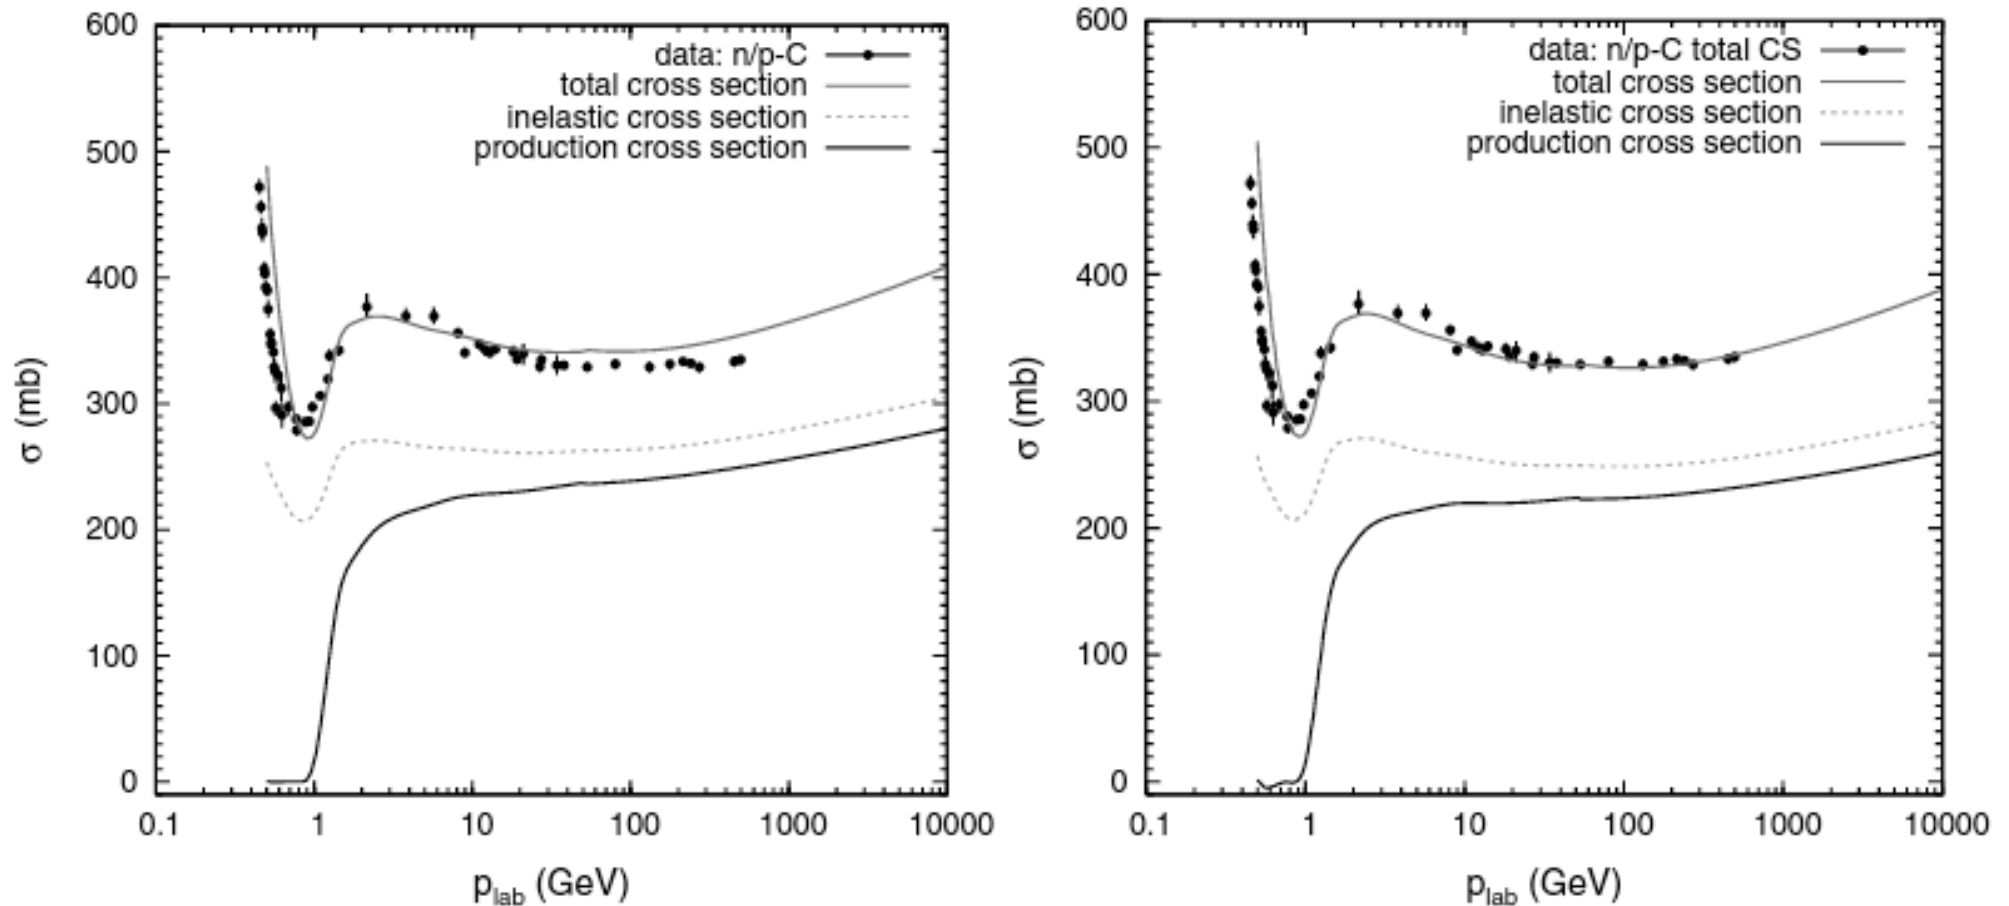 600
500
400
300
200
100
0
σ (mb)
data: n/p-C
total cross section
inelastic cross section
production cross section
0.1 1 10 100 1000 10000
p_lab (GeV)
600
500
400
300
200
100
0
σ (mb)
data: n/p-C total CS
total cross section
inelastic cross section
production cross section
0.1 1 10 100 1000 10000
p_lab (GeV)